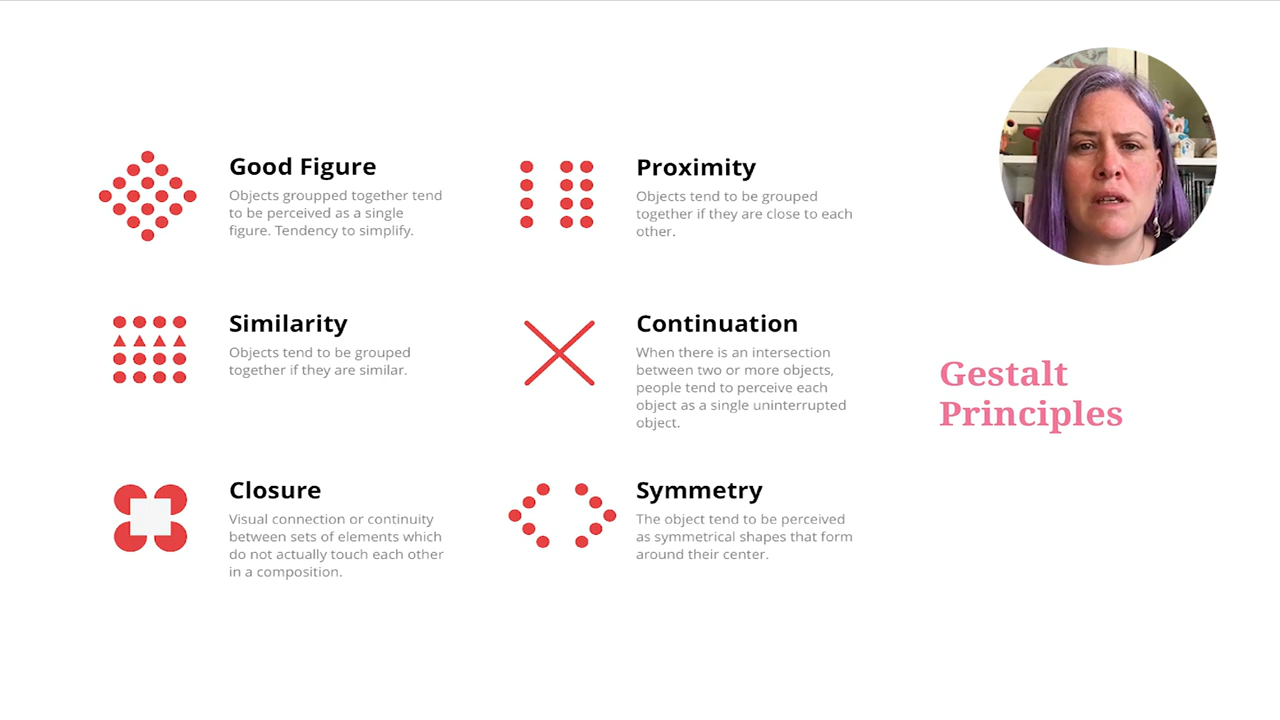 Good Figure
Objects groupped together tend
to be perceived as a single
figure. Tendency to simplify.
Proximity
Objects tend to be grouped
together if they are close to each
other.
Similarity
Objects tend to be grouped
together if they are similar.
Continuation
When there is an intersection
between two or more objects,
people tend to perceive each
object as a single uninterrupted
object.
Gestalt
Principles
Closure
Visual connection or continuity
between sets of elements which
do not actually touch each other
in a composition.
Symmetry
The object tend to be perceived
as symmetrical shapes that form
around their center.